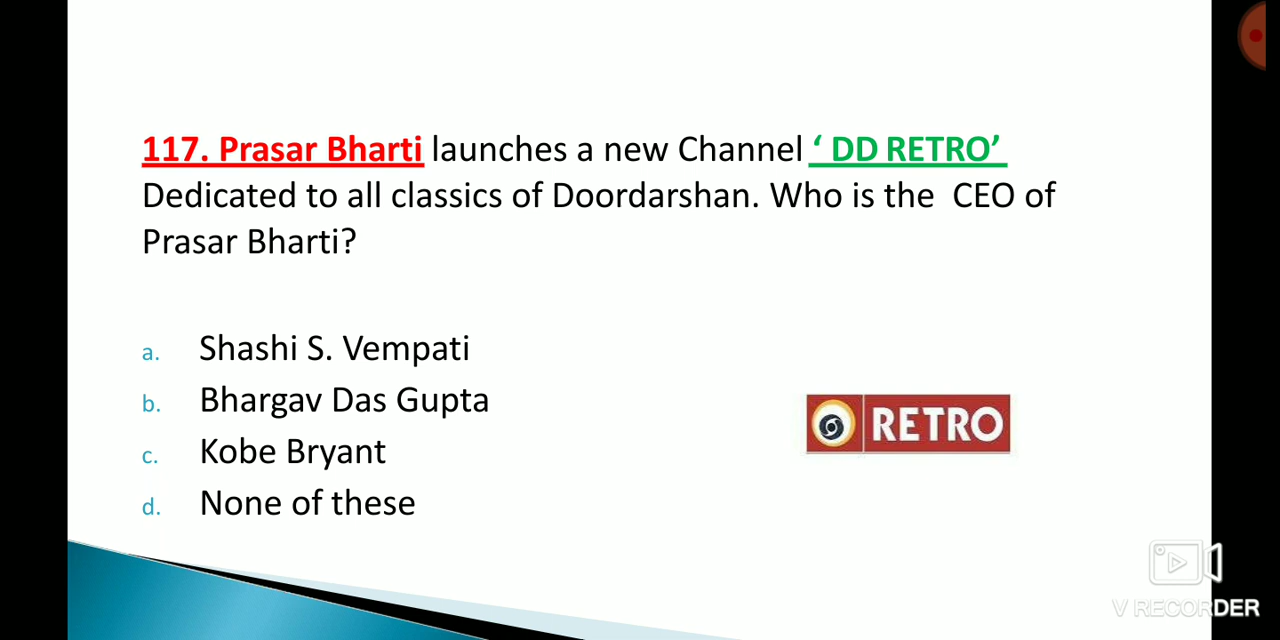 117. Prasar Bharti launches a new Channel ‘ DD RETRO’
Dedicated to all classics of Doordarshan. Who is the CEO of
Prasar Bharti?
a. Shashi S. Vempati
b. Bhargav Das Gupta
RETRO
c. Kobe Bryant
d. None of these
V RECORDER